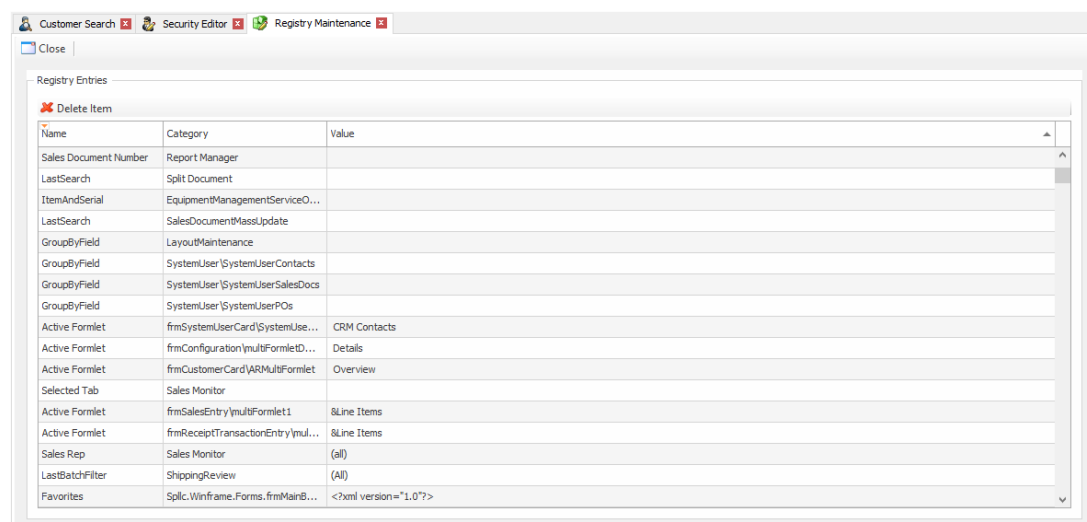 Customer Search Security Editor Registry Maintenance
Close
Registry Entries
Delete Item
Name Category Value
Sales Document Number Report Manager
LastSearch Split Document
ItemAndSerial EquipmentManagementServiceO...
LastSearch SalesDocumentMassUpdate
GroupByField LayoutMaintenance
GroupByField SystemUser\SystemUserContacts
GroupByField SystemUser\SystemUserSalesDocs
GroupByField SystemUser\SystemUserPOs
Active Formlet frmSystemUserCard\SystemUse... CRM Contacts
Active Formlet frmConfiguration\multiFormletD... Details
Active Formlet frmCustomerCard\ARMultiFormlet Overview
Selected Tab Sales Monitor
Active Formlet frmSalesEntry\multiFormlet1 &Line Items
Active Formlet frmReceiptTransactionEntry\mul... &Line Items
Sales Rep Sales Monitor (all)
LastBatchFilter ShippingReview (All)
Favorites Spllc.Winframe.Forms.frmMainB... <?xml version="1.0"?>